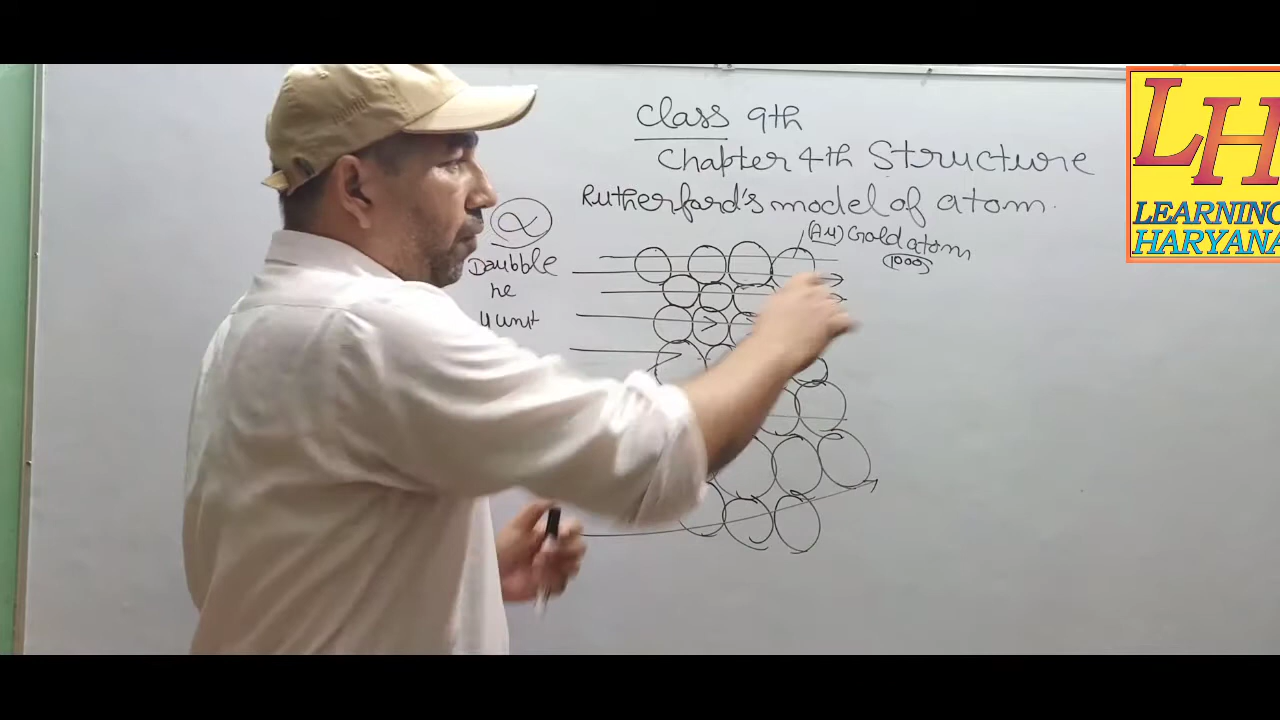 Class 9th
Chapter 4th Structure
Rutherford's model of atom.
α
(Au) Gold atom
(1000)
Daubble
He
4 unit
LH
LEARNING
HARYANA